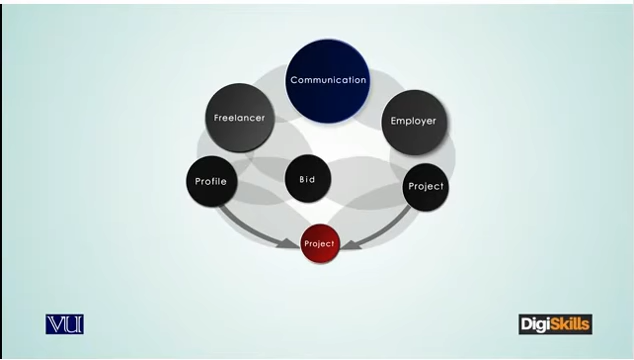 Communication
Freelancer
Employer
Profile
Bid
Project
Project
VU
DigiSkills